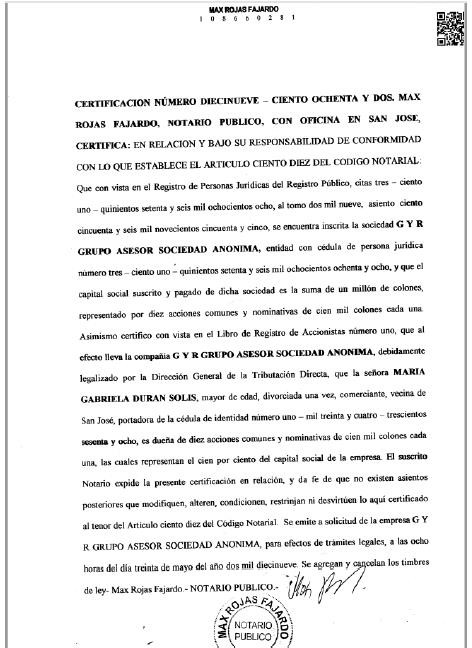 MAX ROJAS FAJARDO
1 0 8 6 6 0 2 8 1
CERTIFICACION NÚMERO DIECINUEVE – CIENTO OCHENTA Y DOS. MAX
ROJAS FAJARDO, NOTARIO PUBLICO, CON OFICINA EN SAN JOSE,
CERTIFICA: EN RELACION Y BAJO SU RESPONSABILIDAD DE CONFORMIDAD
CON LO QUE ESTABLECE EL ARTICULO CIENTO DIEZ DEL CODIGO NOTARIAL:
Que con vista en el Registro de Personas Jurídicas del Registro Público, citas tres – ciento
uno – quinientos setenta y seis mil ochocientos ocho, al tomo dos mil nueve, asiento ciento
cincuenta y seis mil novecientos cincuenta y cinco, se encuentra inscrita la sociedad G Y R
GRUPO ASESOR SOCIEDAD ANONIMA, entidad con cédula de persona jurídica
número tres – ciento uno – quinientos setenta y seis mil ochocientos ochenta y ocho, y que el
capital social suscrito y pagado de dicha sociedad es la suma de un millón de colones,
representado por diez acciones comunes y nominativas de cien mil colones cada una.
Asimismo certifico con vista en el Libro de Registro de Accionistas número uno, que al
efecto lleva la compañía G Y R GRUPO ASESOR SOCIEDAD ANONIMA, debidamente
legalizado por la Dirección General de la Tributación Directa, que la señora MARIA
GABRIELA DURAN SOLIS, mayor de edad, divorciada una vez, comerciante, vecina de
San José, portadora de la cédula de identidad número uno – mil treinta y cuatro – trescientos
sesenta y ocho, es dueña de diez acciones comunes y nominativas de cien mil colones cada
una, las cuales representan el cien por ciento del capital social de la empresa. El suscrito
Notario expide la presente certificación en relación, y da fe de que no existen asientos
posteriores que modifiquen, alteren, condicionen, restrinjan ni desvirtúen lo aquí certificado
al tenor del Artículo ciento diez del Código Notarial. Se emite a solicitud de la empresa G Y
R GRUPO ASESOR SOCIEDAD ANONIMA, para efectos de trámites legales, a las ocho
horas del día treinta de mayo del año dos mil diecinueve. Se agregan y cancelan los timbres
de ley- Max Rojas Fajardo.- NOTARIO PUBLICO.-
MAX ROJAS FAJARDO
NOTARIO
PUBLICO